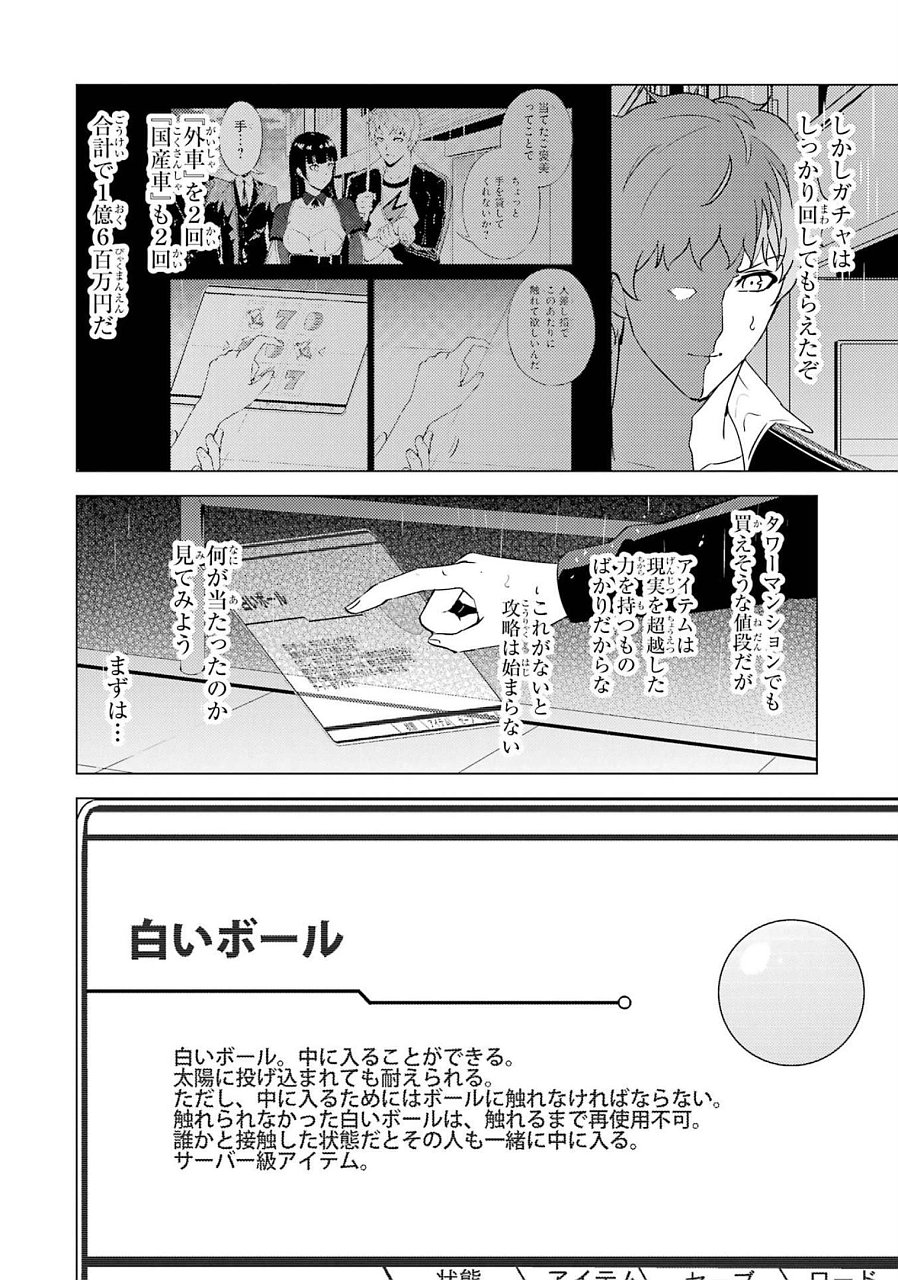 しかしガチャは
しっかり回してもらえたぞ
当てたご褒美
ってことで
ちょっと
手を貸して
くれないか?
手…?
人差し指で
このあたりに
触れて欲しいんだ
『外車』を2回
『国産車』も2回
合計で1億6百万円だ
タワーマンションでも
買えそうな値段だが
アイテムは
現実を超越した
力を持つもの
ばかりだからな
これがないと
攻略は始まらない
何が当たったのか
見てみよう
まずは…
白いボール
白いボール。中に入ることができる。
太陽に投げ込まれても耐えられる。
ただし、中に入るためにはボールに触れなければならない。
触れられなかった白いボールは、触れるまで再使用不可。
誰かと接触した状態だとその人も一緒に中に入る。
サーバー級アイテム。
状態 アイテム セーブ ロード